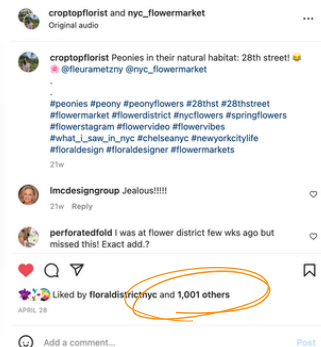 croptopflorist and nyc_flowermarket
Original audio
croptopflorist Peonies in their natural habitat: 28th street! 😂
🌸 @fleurametzny @nyc_flowermarket
.
.
#peonies #peony #peonyflowers #28thst #28thstreet
#flowermarket #flowerdistrict #nycflowers #springflowers
#flowerstagram #flowervideo #flowervibes
#what_i_saw_in_nyc #chelseanyc #newyorkcitylife
#floraldesign #floraldesigner #flowermarkets
21w
lmcdesigngroup Jealous!!!!!
21w Reply
perforatedfold I was at flower district few wks ago but
missed this! Exact add.?
Liked by floraldistrictnyc and 1,001 others
APRIL 28
Add a comment...
Post